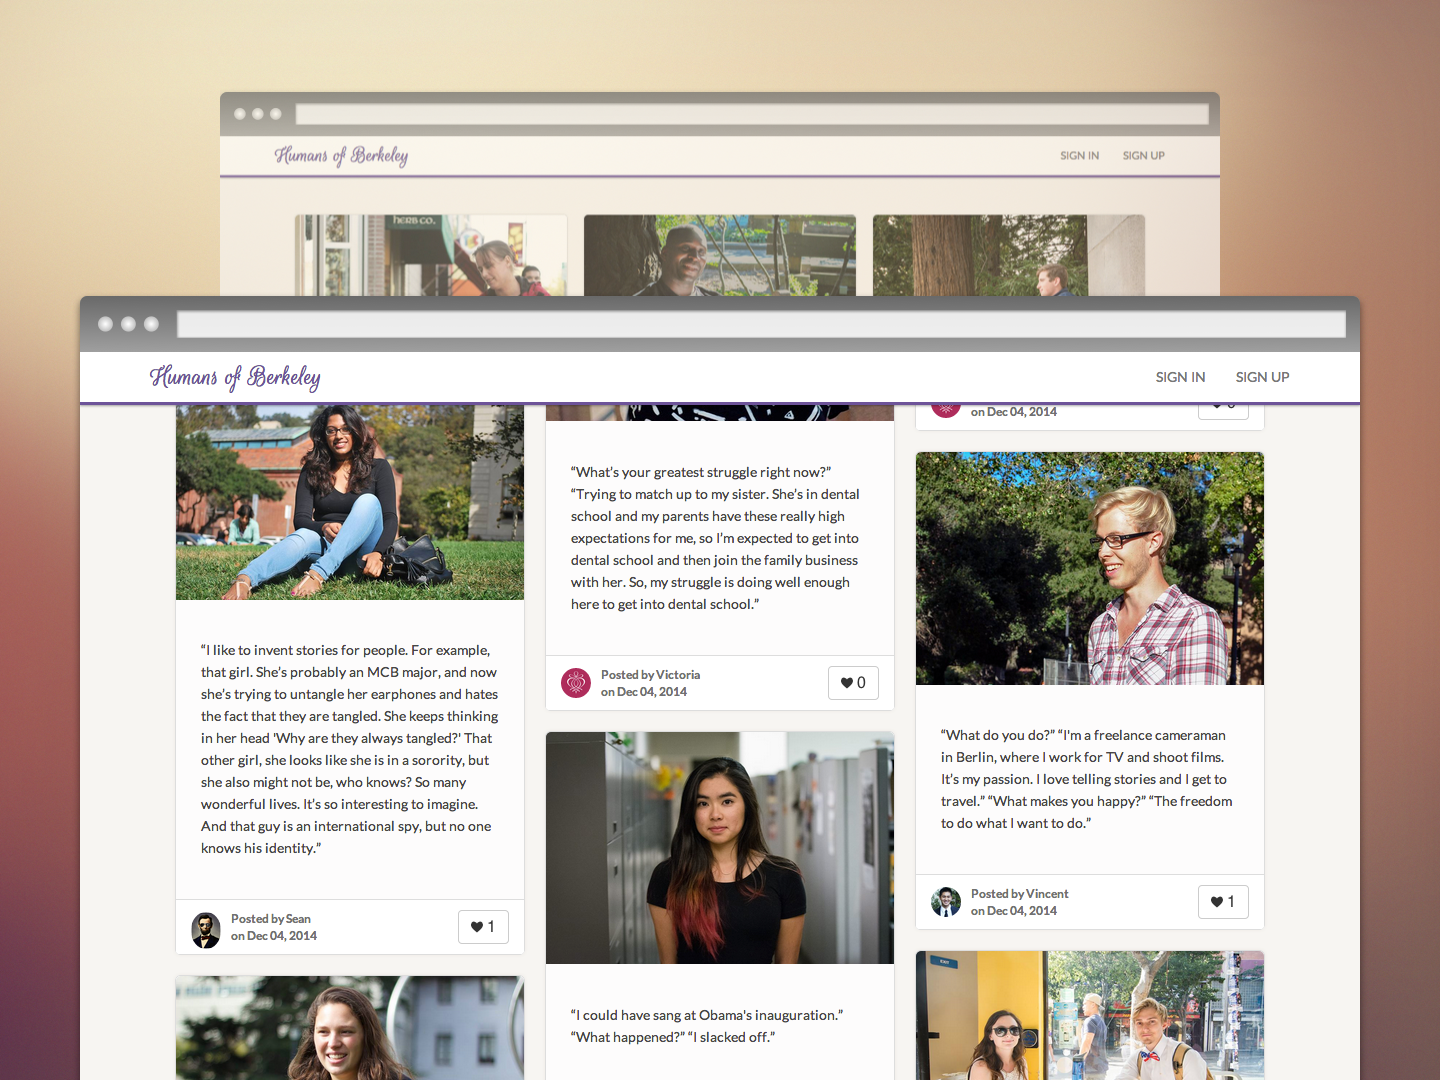 Humans of Berkeley
SIGN IN
SIGN UP
HERB CO.
Humans of Berkeley
SIGN IN
SIGN UP
“I like to invent stories for people. For example,
that girl. She’s probably an MCB major, and now
she’s trying to untangle her earphones and hates
the fact that they are tangled. She keeps thinking
in her head 'Why are they always tangled?' That
other girl, she looks like she is in a sorority, but
she also might not be, who knows? So many
wonderful lives. It’s so interesting to imagine.
And that guy is an international spy, but no one
knows his identity.”
Posted by Sean
on Dec 04, 2014
1
“What’s your greatest struggle right now?”
“Trying to match up to my sister. She’s in dental
school and my parents have these really high
expectations for me, so I’m expected to get into
dental school and then join the family business
with her. So, my struggle is doing well enough
here to get into dental school.”
Posted by Victoria
on Dec 04, 2014
0
“I could have sang at Obama's inauguration.”
“What happened?” “I slacked off.”
on Dec 04, 2014
“What do you do?” “I'm a freelance cameraman
in Berlin, where I work for TV and shoot films.
It’s my passion. I love telling stories and I get to
travel.” “What makes you happy?” “The freedom
to do what I want to do.”
Posted by Vincent
on Dec 04, 2014
1